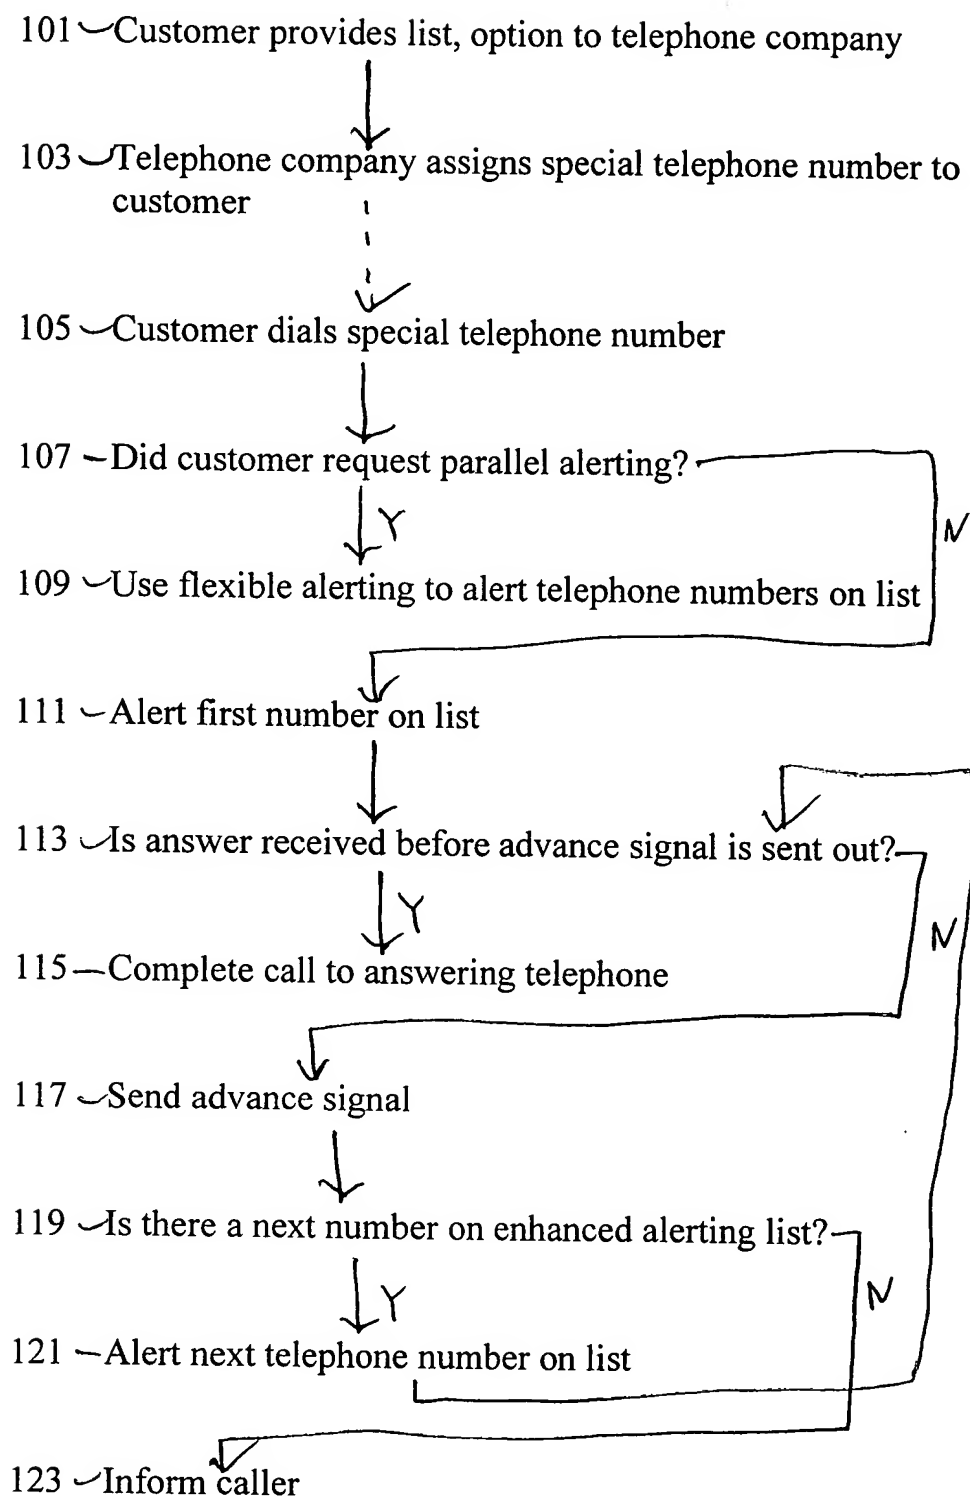 101 Customer provides list, option to telephone company
103 Telephone company assigns special telephone number to
customer
105 Customer dials special telephone number
107 Did customer request parallel alerting?
Y
N
109 Use flexible alerting to alert telephone numbers on list
111 Alert first number on list
113 Is answer received before advance signal is sent out?
Y
N
115 Complete call to answering telephone
117 Send advance signal
119 Is there a next number on enhanced alerting list?
Y
N
121 Alert next telephone number on list
123 Inform caller